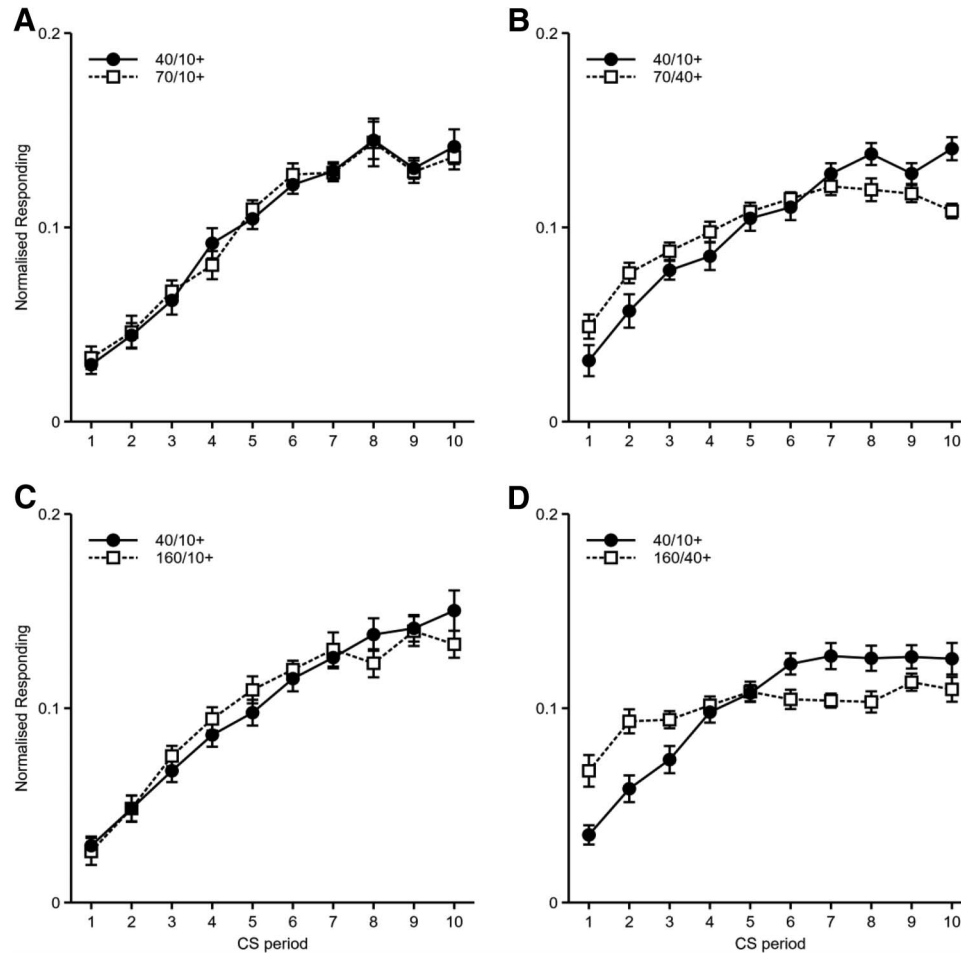 A
0.2
40/10+
70/10+
Normalised Responding
0.1
0
1 2 3 4 5 6 7 8 9 10
B
0.2
40/10+
70/40+
0.1
0
1 2 3 4 5 6 7 8 9 10
C
0.2
40/10+
160/10+
Normalised Responding
0.1
0
1 2 3 4 5 6 7 8 9 10
CS period
D
0.2
40/10+
160/40+
0.1
0
1 2 3 4 5 6 7 8 9 10
CS period